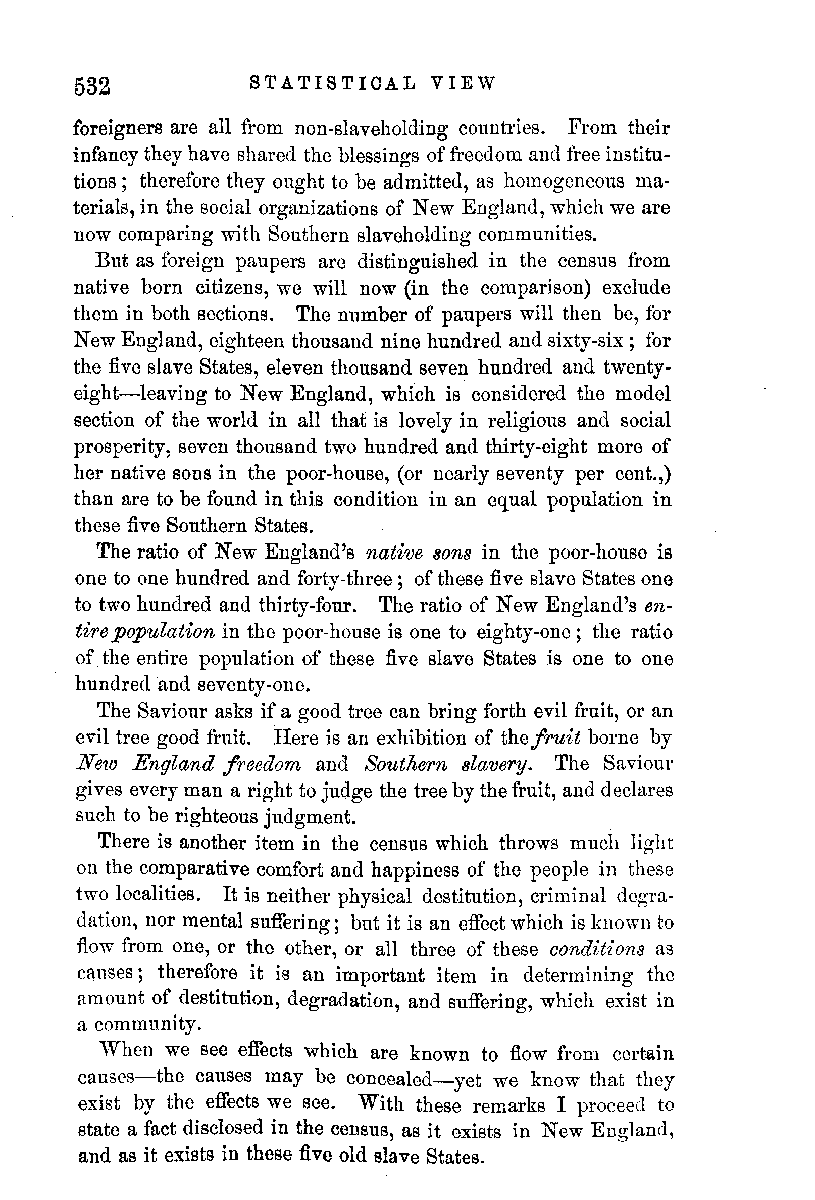 532 STATISTICAL VIEW
foreigners are all from non-slaveholding countries. From their
infancy they have shared the blessings of freedom and free institu-
tions; therefore they ought to be admitted, as homogeneous ma-
terials, in the social organizations of New England, which we are
now comparing with Southern slaveholding communities.
But as foreign paupers are distinguished in the census from
native born citizens, we will now (in the comparison) exclude
them in both sections. The number of paupers will then be, for
New England, eighteen thousand nine hundred and sixty-six; for
the five slave States, eleven thousand seven hundred and twenty-
eight—leaving to New England, which is considered the model
section of the world in all that is lovely in religious and social
prosperity, seven thousand two hundred and thirty-eight more of
her native sons in the poor-house, (or nearly seventy per cent.,)
than are to be found in this condition in an equal population in
these five Southern States.
The ratio of New England's native sons in the poor-house is
one to one hundred and forty-three; of these five slave States one
to two hundred and thirty-four. The ratio of New England's en-
tire population in the poor-house is one to eighty-one; the ratio
of the entire population of these five slave States is one to one
hundred and seventy-one.
The Saviour asks if a good tree can bring forth evil fruit, or an
evil tree good fruit. Here is an exhibition of the fruit borne by
New England freedom and Southern slavery. The Saviour
gives every man a right to judge the tree by the fruit, and declares
such to be righteous judgment.
There is another item in the census which throws much light
on the comparative comfort and happiness of the people in these
two localities. It is neither physical destitution, criminal degra-
dation, nor mental suffering; but it is an effect which is known to
flow from one, or the other, or all three of these conditions as
causes; therefore it is an important item in determining the
amount of destitution, degradation, and suffering, which exist in
a community.
When we see effects which are known to flow from certain
causes—the causes may be concealed—yet we know that they
exist by the effects we see. With these remarks I proceed to
state a fact disclosed in the census, as it exists in New England,
and as it exists in these five old slave States.